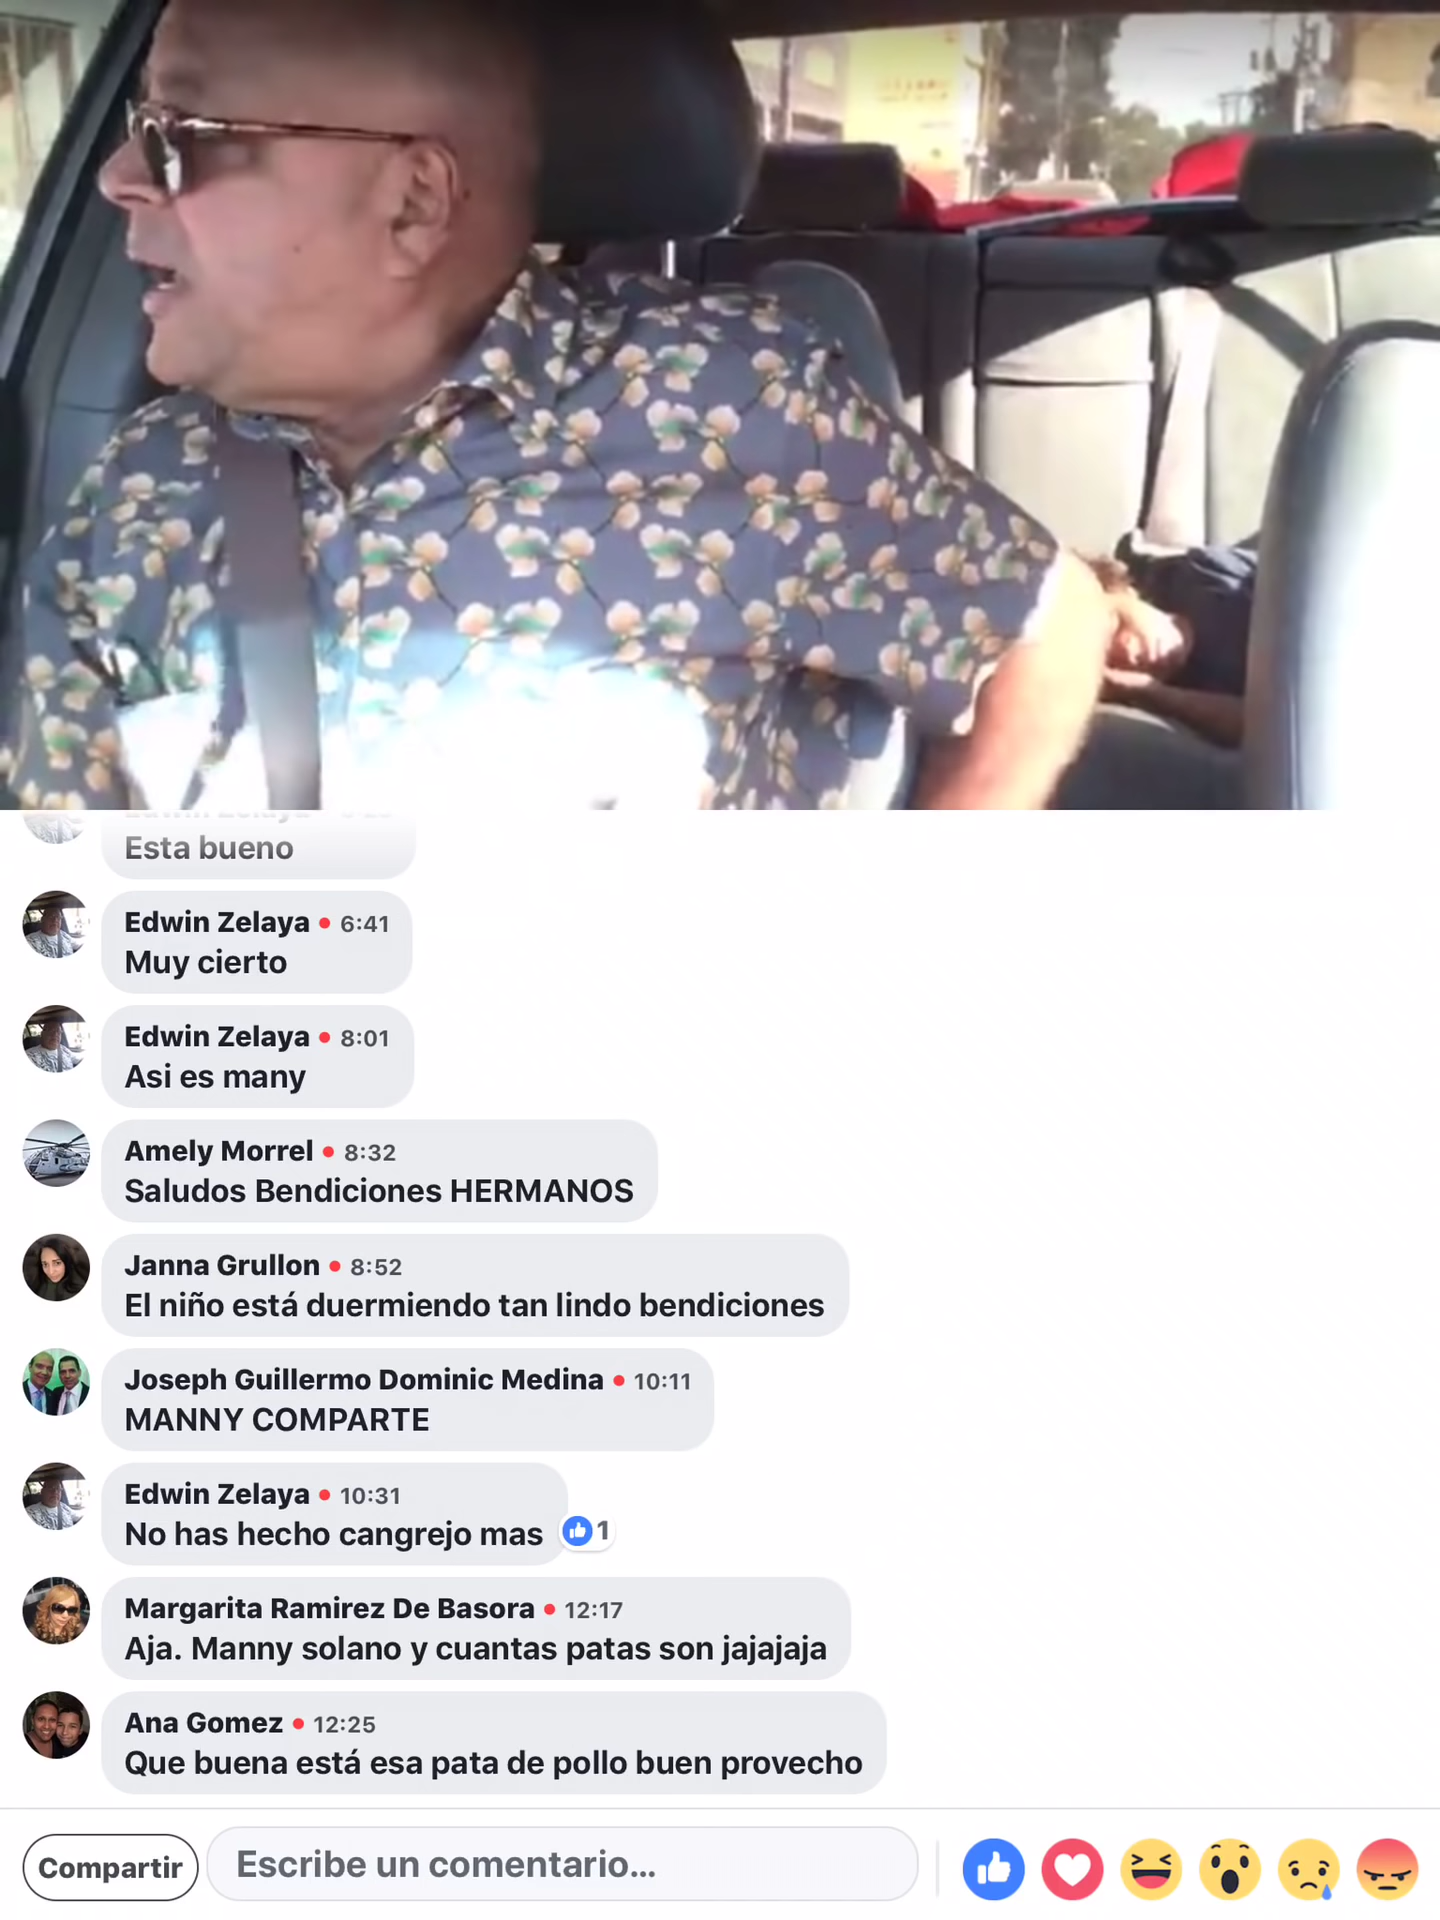 Esta bueno
Edwin Zelaya • 6:41
Muy cierto
Edwin Zelaya • 8:01
Asi es many
Amely Morrel • 8:32
Saludos Bendiciones HERMANOS
Janna Grullon • 8:52
El niño está duermiendo tan lindo bendiciones
Joseph Guillermo Dominic Medina • 10:11
MANNY COMPARTE
Edwin Zelaya • 10:31
No has hecho cangrejo mas
1
Margarita Ramirez De Basora • 12:17
Aja. Manny solano y cuantas patas son jajajaja
Ana Gomez • 12:25
Que buena está esa pata de pollo buen provecho
Compartir
Escribe un comentario...